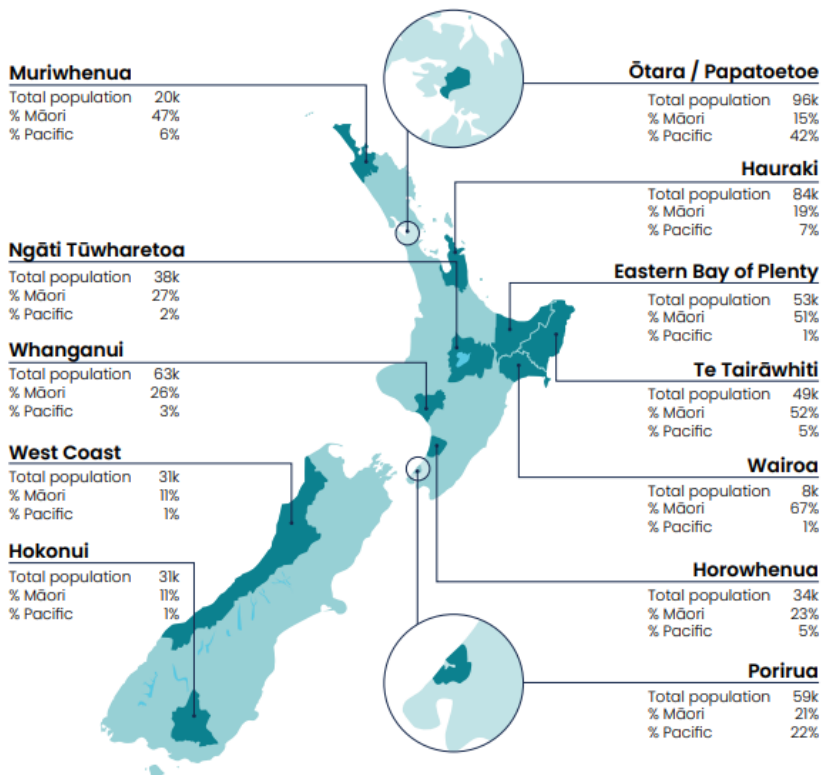 Muriwhenua
Total population 20k
% Māori 47%
% Pacific 6%
Ngāti Tūwharetoa
Total population 38k
% Māori 27%
% Pacific 2%
Whanganui
Total population 63k
% Māori 26%
% Pacific 3%
West Coast
Total population 31k
% Māori 11%
% Pacific 1%
Hokonui
Total population 31k
% Māori 11%
% Pacific 1%
Ōtara / Papatoetoe
Total population 96k
% Māori 15%
% Pacific 42%
Hauraki
Total population 84k
% Māori 19%
% Pacific 7%
Eastern Bay of Plenty
Total population 53k
% Māori 51%
% Pacific 1%
Te Tairāwhiti
Total population 49k
% Māori 52%
% Pacific 5%
Wairoa
Total population 8k
% Māori 67%
% Pacific 1%
Horowhenua
Total population 34k
% Māori 23%
% Pacific 5%
Porirua
Total population 59k
% Māori 21%
% Pacific 22%